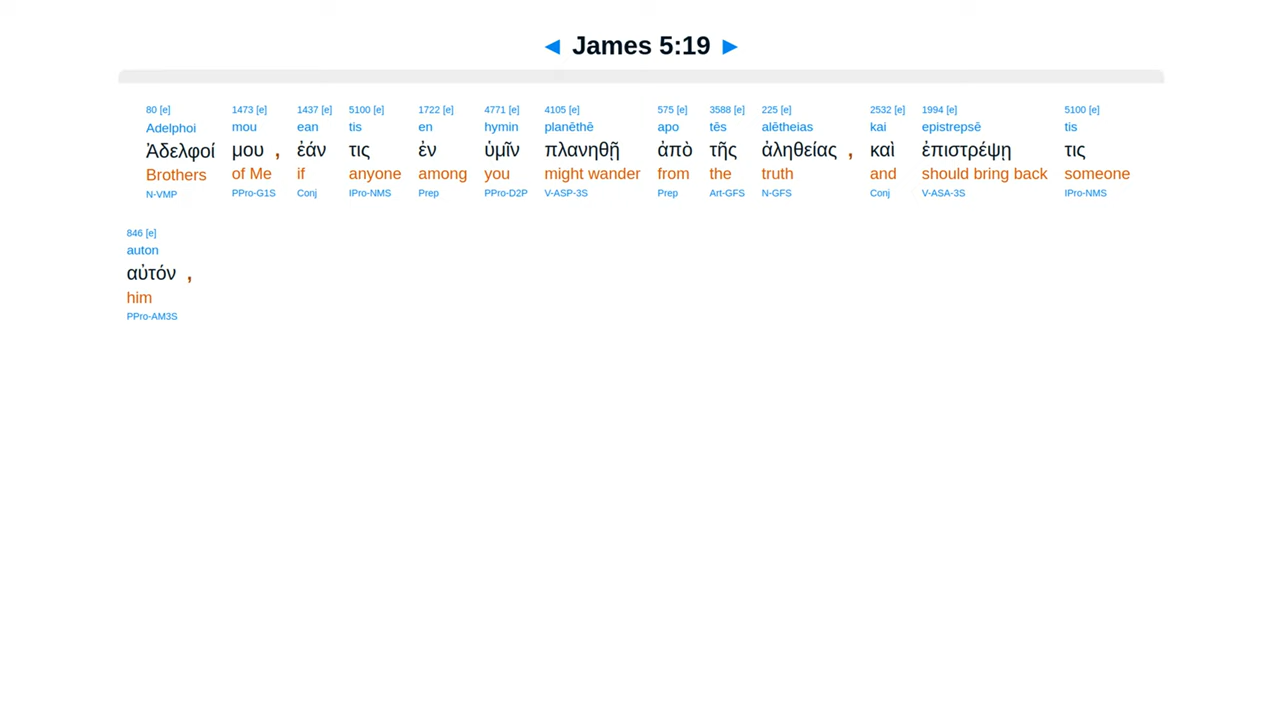 ◄ James 5:19 ►
80 [e] 1473 [e] 1437 [e] 5100 [e] 1722 [e] 4771 [e] 4105 [e] 575 [e] 3588 [e] 225 [e] 2532 [e] 1994 [e] 5100 [e]
Adelphoi mou ean tis en hymin planēthē apo tēs alētheias kai epistrepsē tis
Ἀδελφοί μου , ἐάν τις ἐν ὑμῖν πλανηθῇ ἀπὸ τῆς ἀληθείας , καὶ ἐπιστρέψῃ τις
Brothers of Me if anyone among you might wander from the truth and should bring back someone
N-VMP PPro-G1S Conj IPro-NMS Prep PPro-D2P V-ASP-3S Prep Art-GFS N-GFS Conj V-ASA-3S IPro-NMS
846 [e]
auton
αὐτόν ,
him
PPro-AM3S